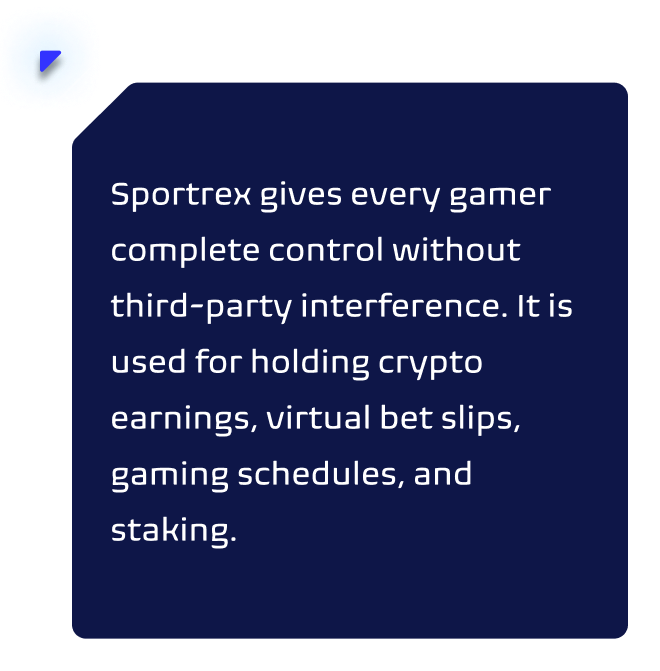 Sportrex gives every gamer
complete control without
third-party interference. It is
used for holding crypto
earnings, virtual bet slips,
gaming schedules, and
staking.